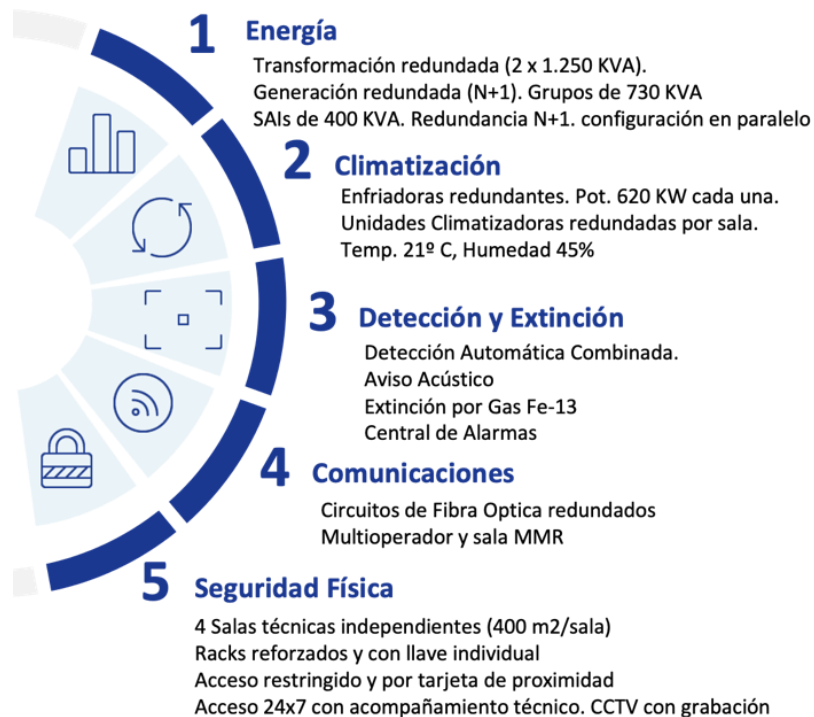 1 Energía
Transformación redundada (2 x 1.250 KVA).
Generación redundada (N+1). Grupos de 730 KVA
SAIs de 400 KVA. Redundancia N+1. configuración en paralelo
2 Climatización
Enfriadoras redundantes. Pot. 620 KW cada una.
Unidades Climatizadoras redundadas por sala.
Temp. 21º C, Humedad 45%
3 Detección y Extinción
Detección Automática Combinada.
Aviso Acústico
Extinción por Gas Fe-13
Central de Alarmas
4 Comunicaciones
Circuitos de Fibra Optica redundados
Multioperador y sala MMR
5 Seguridad Física
4 Salas técnicas independientes (400 m2/sala)
Racks reforzados y con llave individual
Acceso restringido y por tarjeta de proximidad
Acceso 24x7 con acompañamiento técnico. CCTV con grabación